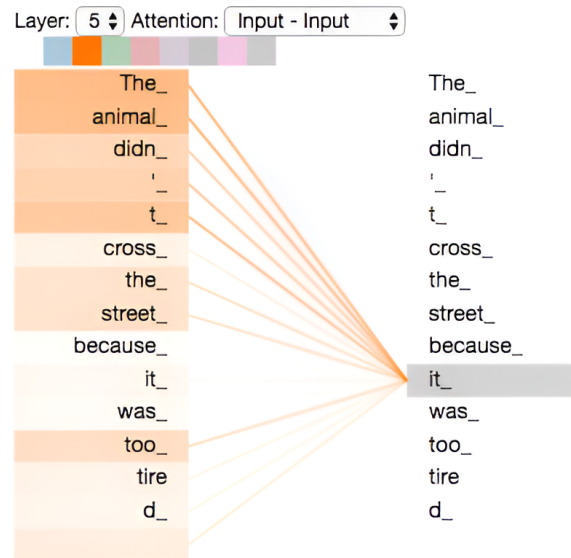 Layer: 5 Attention: Input - Input
The_ The_
animal_ animal_
didn_ didn_
'_ '_
t_ t_
cross_ cross_
the_ the_
street_ street_
because_ because_
it_ it_
was_ was_
too_ too_
tire tire
d_ d_